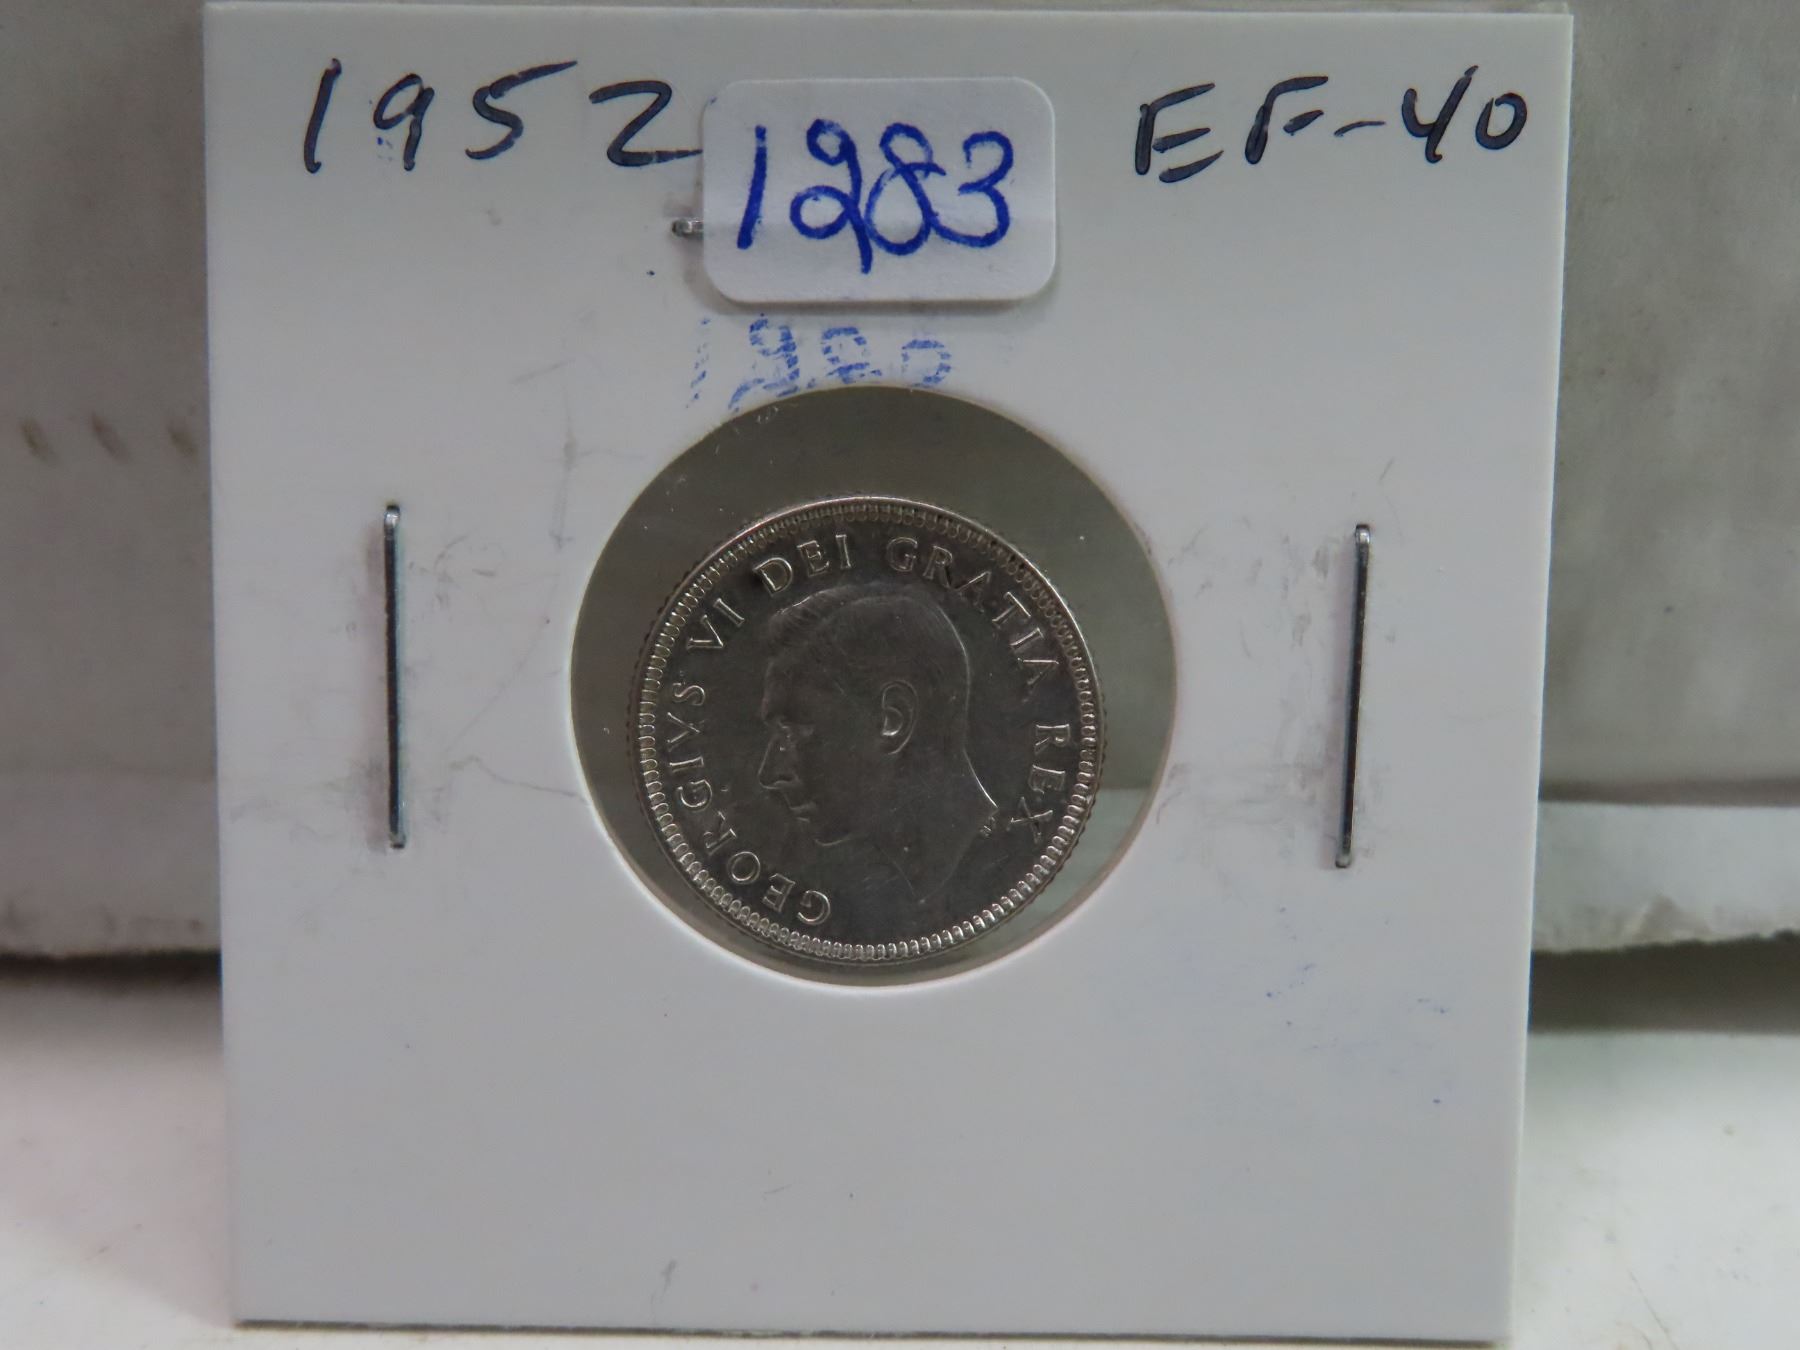 1952 1283 EF-40
GEORGIVS VI DEI GRATIA REX